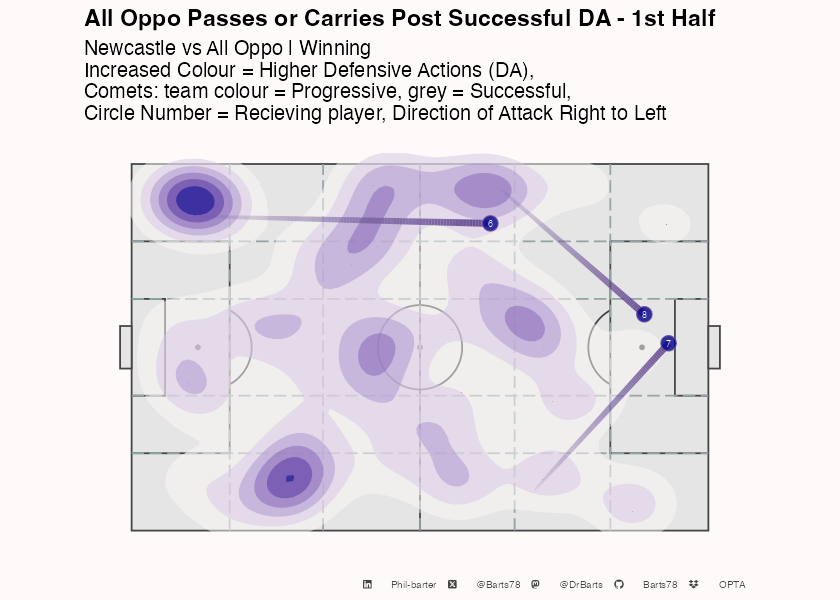 All Oppo Passes or Carries Post Successful DA - 1st Half
Newcastle vs All Oppo | Winning
Increased Colour = Higher Defensive Actions (DA),
Comets: team colour = Progressive, grey = Successful,
Circle Number = Recieving player, Direction of Attack Right to Left
6
8
7
Phil-barter @Barts78 @DrBarts Barts78 OPTA